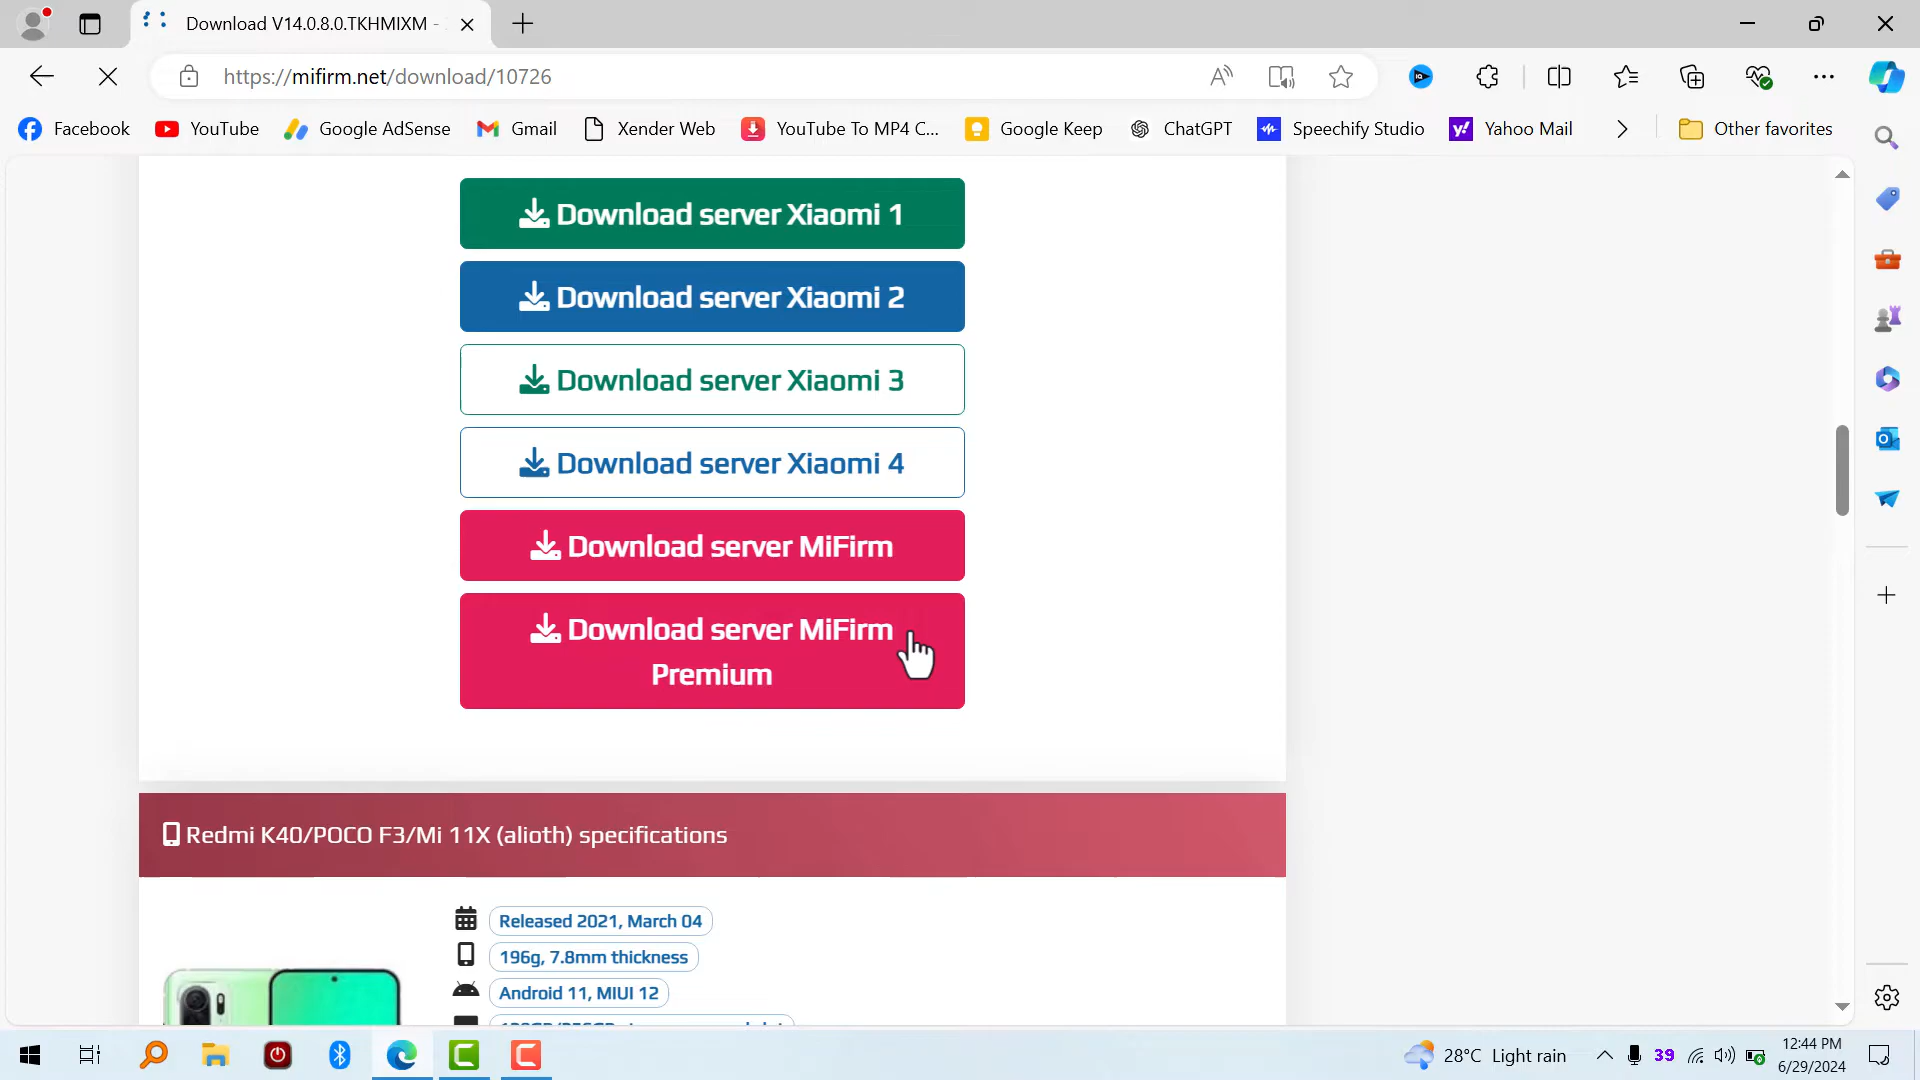 Download V14.0.8.0.TKHMIXM -
https://mifirm.net/download/10726
Facebook
YouTube
Google AdSense
Gmail
Xender Web
YouTube To MP4 C...
Google Keep
ChatGPT
Speechify Studio
Yahoo Mail
Other favorites
Download server Xiaomi 1
Download server Xiaomi 2
Download server Xiaomi 3
Download server Xiaomi 4
Download server MiFirm
Download server MiFirm
Premium
Redmi K40/POCO F3/Mi 11X (alioth) specifications
Released 2021, March 04
196g, 7.8mm thickness
Android 11, MIUI 12
28°C Light rain
39
12:44 PM
6/29/2024